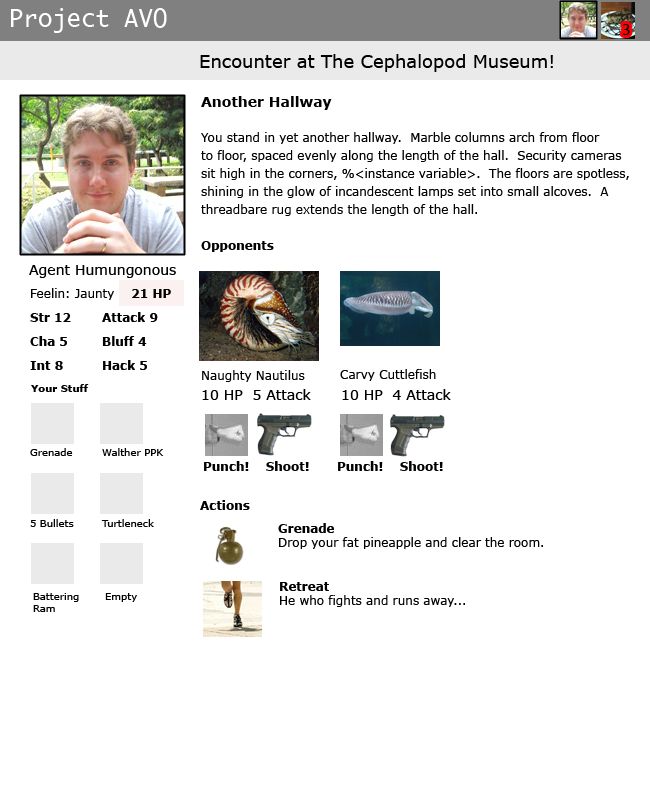 Project AVO
3
Encounter at The Cephalopod Museum!
Agent Humungonous
Feelin: Jaunty 21 HP
Str 12 Attack 9
Cha 5 Bluff 4
Int 8 Hack 5
Your Stuff
Grenade Walther PPK
5 Bullets Turtleneck
Battering Empty
Ram
Another Hallway
You stand in yet another hallway. Marble columns arch from floor
to floor, spaced evenly along the length of the hall. Security cameras
sit high in the corners, %<instance variable>. The floors are spotless,
shining in the glow of incandescent lamps set into small alcoves. A
threadbare rug extends the length of the hall.
Opponents
Naughty Nautilus Carvy Cuttlefish
10 HP 5 Attack 10 HP 4 Attack
Punch! Shoot! Punch! Shoot!
Actions
Grenade
Drop your fat pineapple and clear the room.
Retreat
He who fights and runs away...